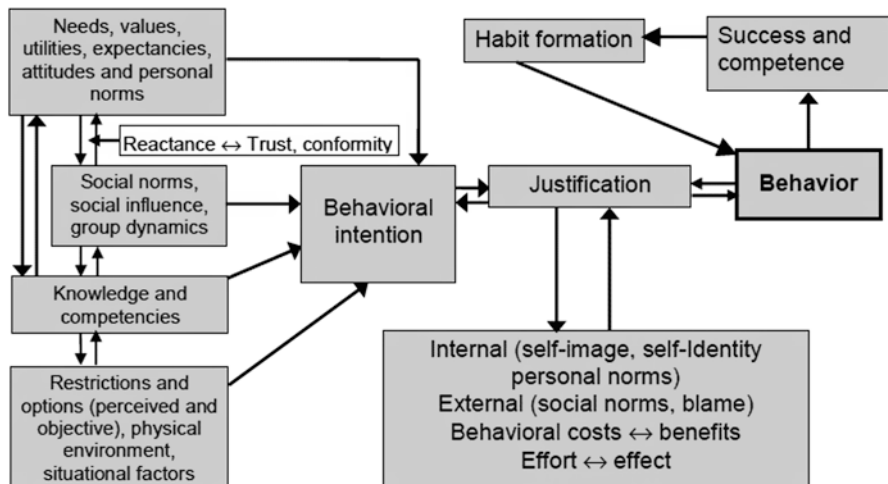 Needs, values,
utilities, expectancies,
attitudes and personal
norms
Reactance ↔ Trust, conformity
Social norms,
social influence,
group dynamics
Knowledge and
competencies
Restrictions and
options (perceived and
objective), physical
environment,
situational factors
Behavioral
intention
Justification
Habit formation
Success and
competence
Behavior
Internal (self-image, self-Identity
personal norms)
External (social norms, blame)
Behavioral costs ↔ benefits
Effort ↔ effect